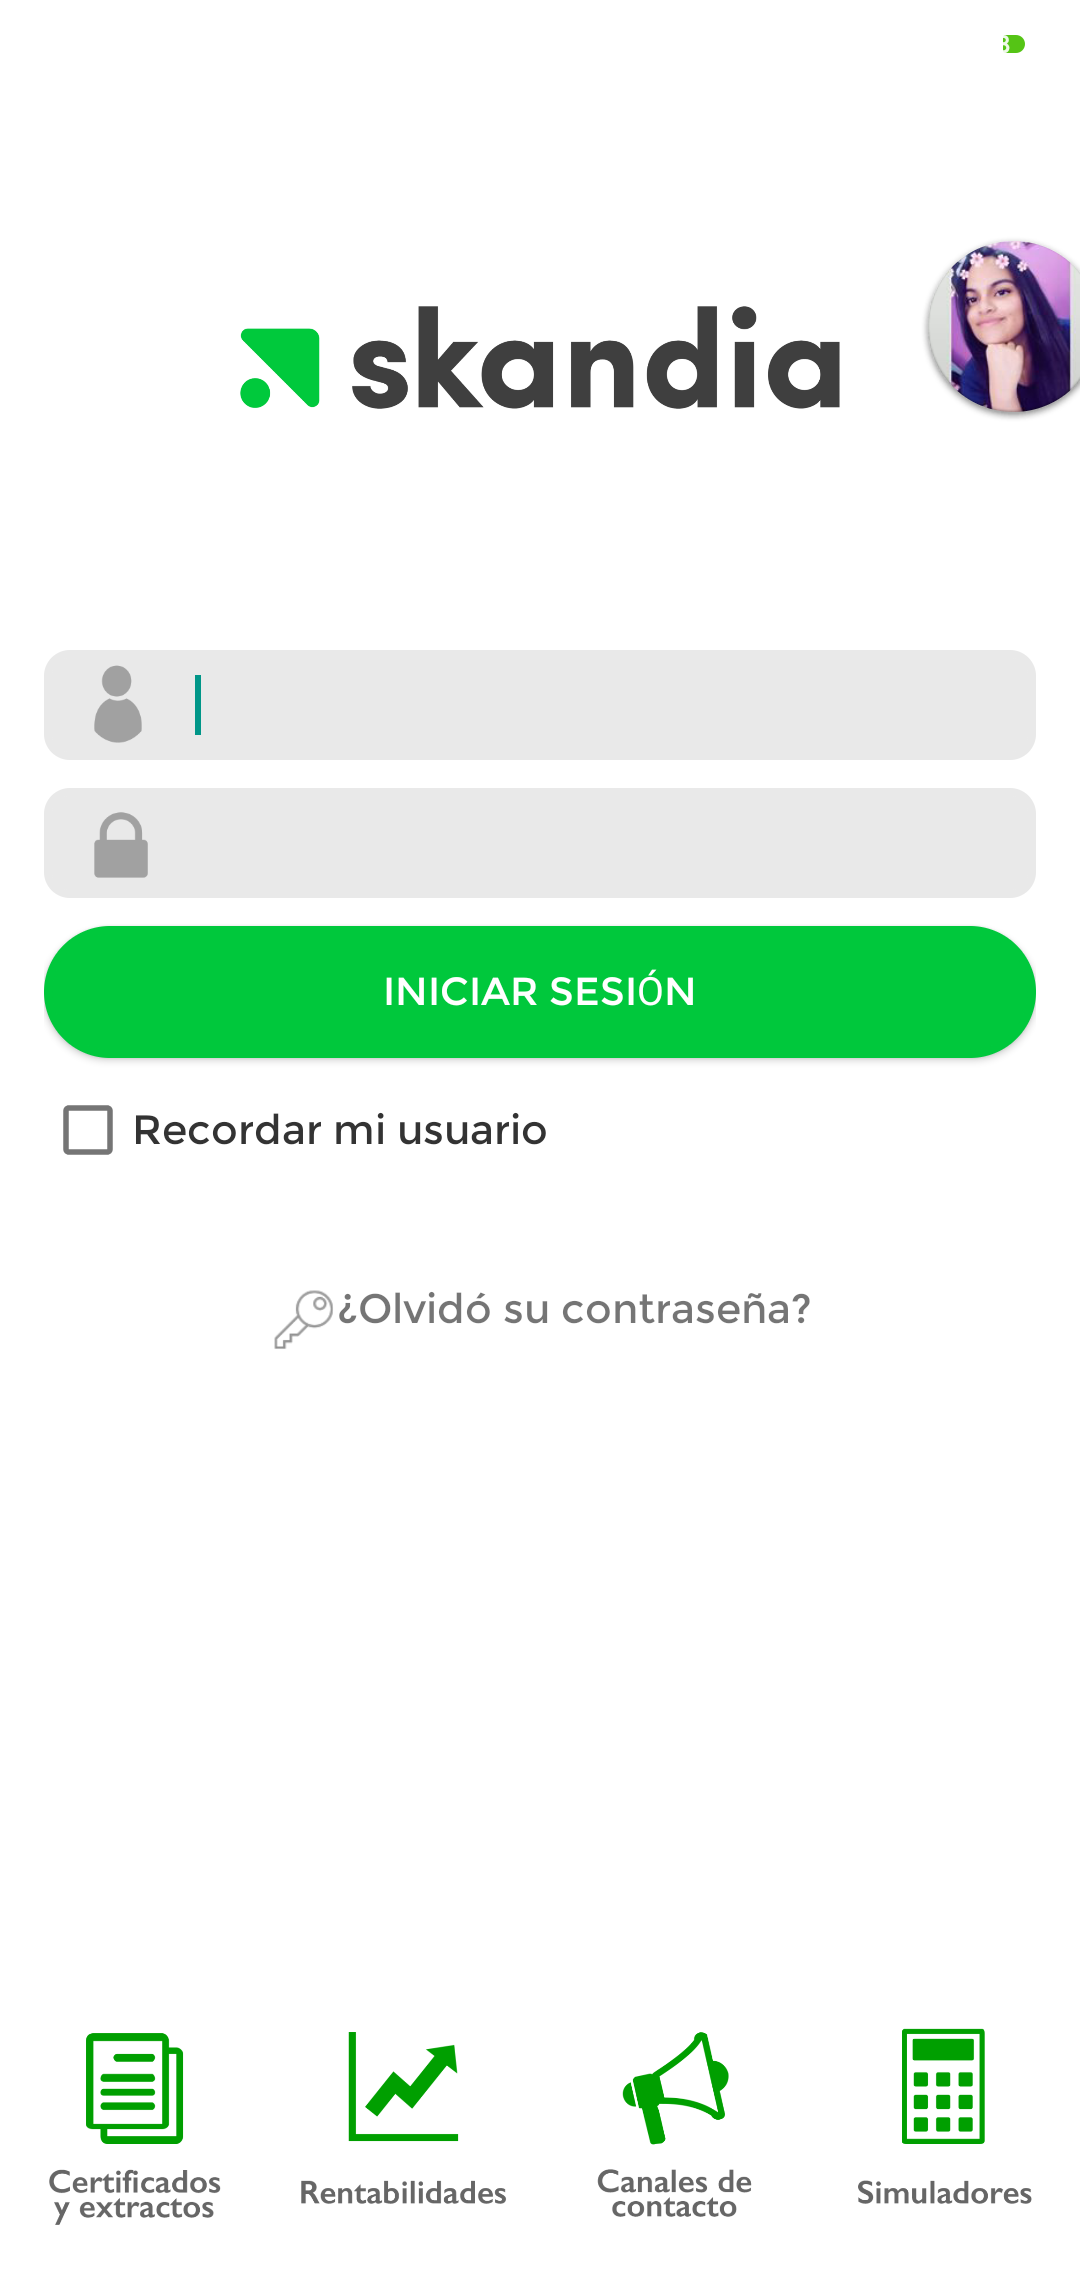 skandia
INICIAR SESIÓN
Recordar mi usuario
¿Olvidó su contraseña?
Certificados
y extractos
Rentabilidades
Canales de
contacto
Simuladores